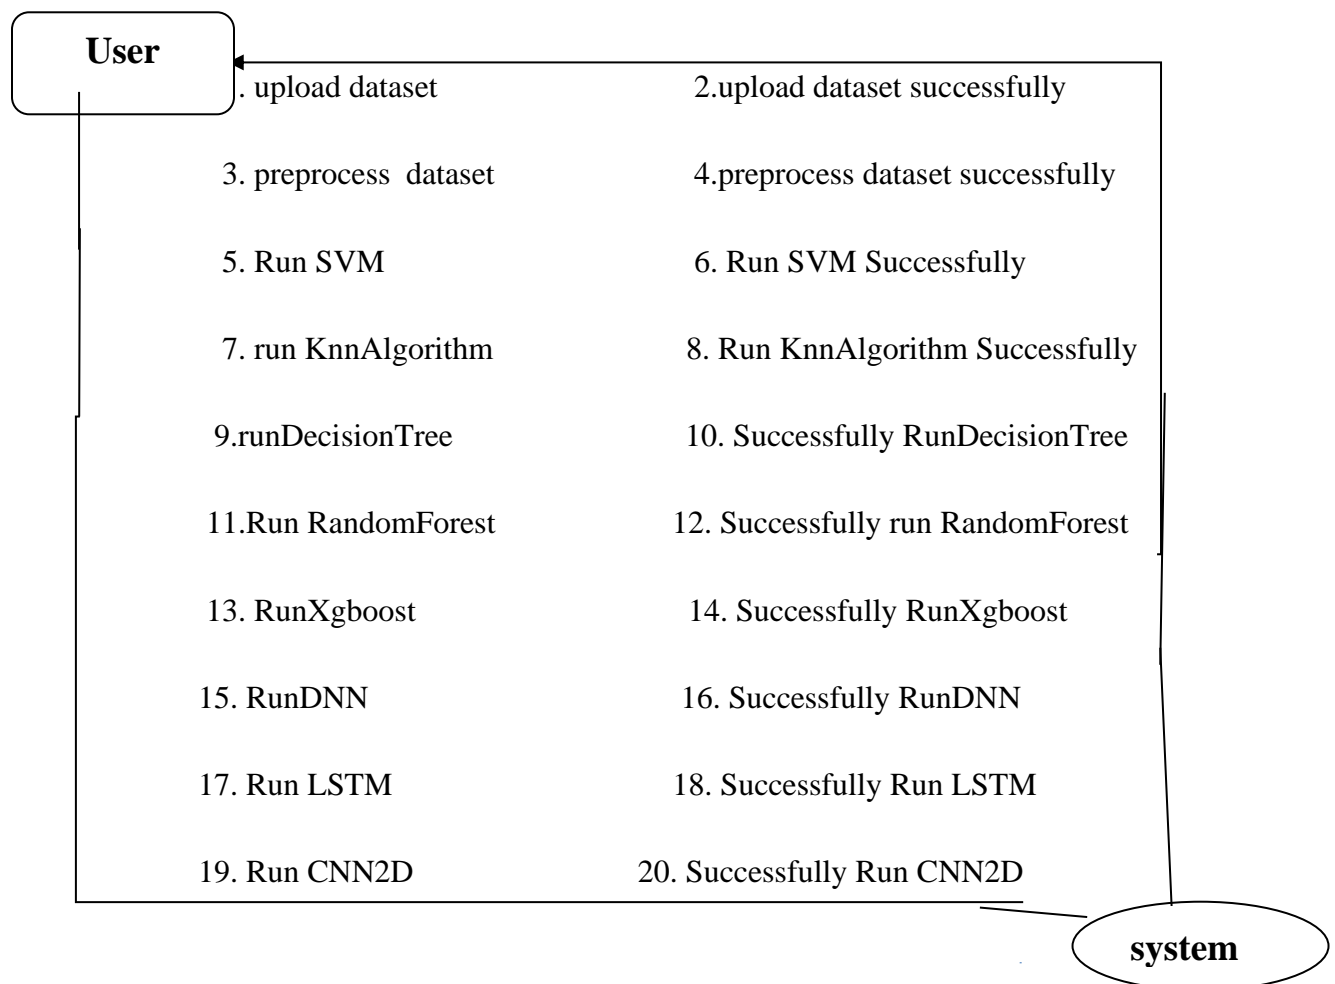 User
. upload dataset 2.upload dataset successfully
3. preprocess dataset 4.preprocess dataset successfully
5. Run SVM 6. Run SVM Successfully
7. run KnnAlgorithm 8. Run KnnAlgorithm Successfully
9.runDecisionTree 10. Successfully RunDecisionTree
11.Run RandomForest 12. Successfully run RandomForest
13. RunXgboost 14. Successfully RunXgboost
15. RunDNN 16. Successfully RunDNN
17. Run LSTM 18. Successfully Run LSTM
19. Run CNN2D 20. Successfully Run CNN2D
system